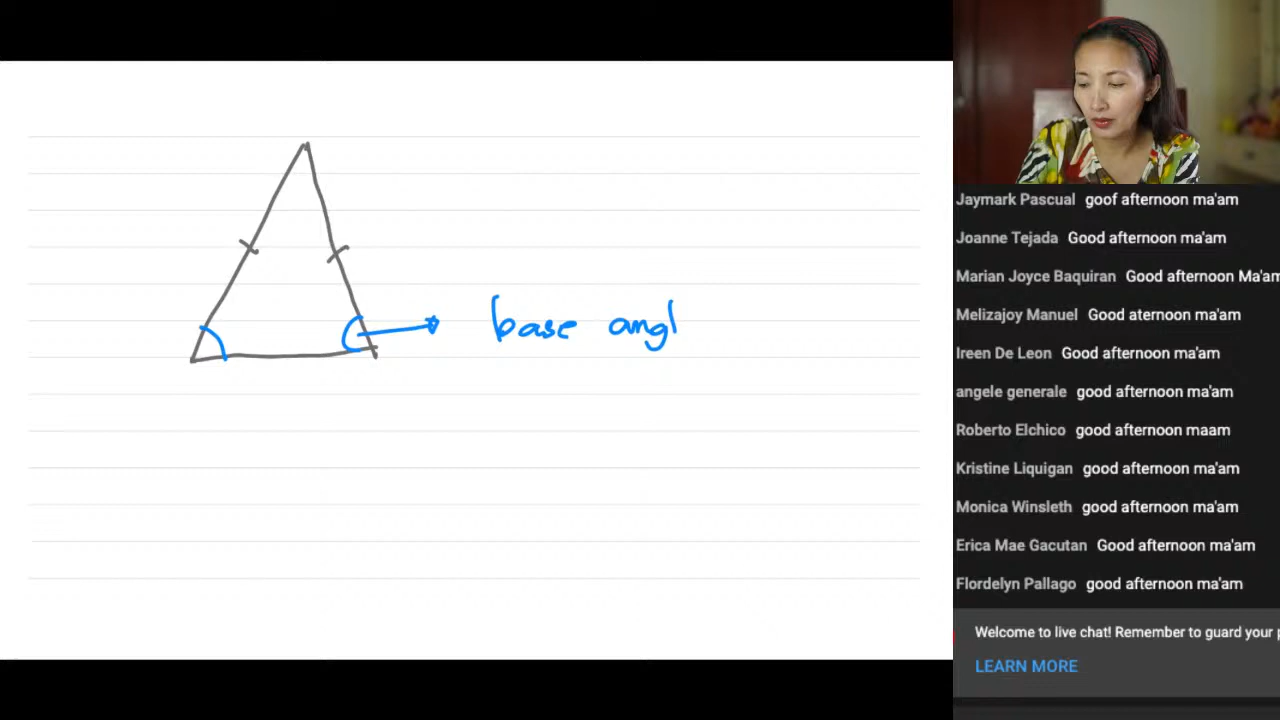 base angl
Jaymark Pascual goof afternoon ma'am
Joanne Tejada Good afternoon ma'am
Marian Joyce Baquiran Good afternoon Ma'am
Melizajoy Manuel Good aternoon ma'am
Ireen De Leon Good afternoon ma'am
angele generale good afternoon ma'am
Roberto Elchico good afternoon maam
Kristine Liquigan good afternoon ma'am
Monica Winsleth good afternoon ma'am
Erica Mae Gacutan Good afternoon ma'am
Flordelyn Pallago good afternoon ma'am
Welcome to live chat! Remember to guard your p
LEARN MORE